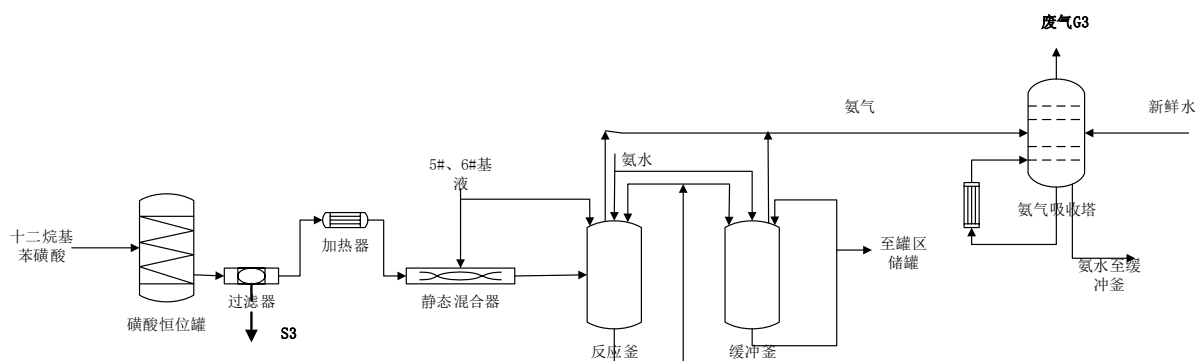 废气G3
氨气
新鲜水
5#、6#基
液
氨水
氨气吸收塔
十二烷基
苯磺酸
加热器
至罐区
储罐
氨水至缓
冲釜
过滤器
静态混合器
磺酸恒位罐
S3
反应釜
缓冲釜